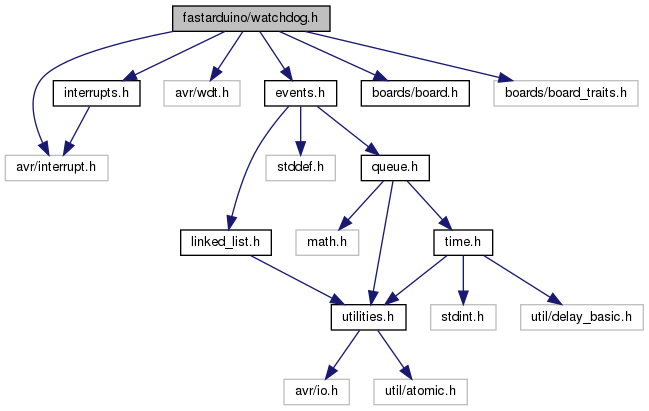 fastarduino/watchdog.h
interrupts.h
avr/wdt.h
events.h
boards/board.h
boards/board_traits.h
avr/interrupt.h
stddef.h
queue.h
linked_list.h
math.h
time.h
utilities.h
stdint.h
util/delay_basic.h
avr/io.h
util/atomic.h